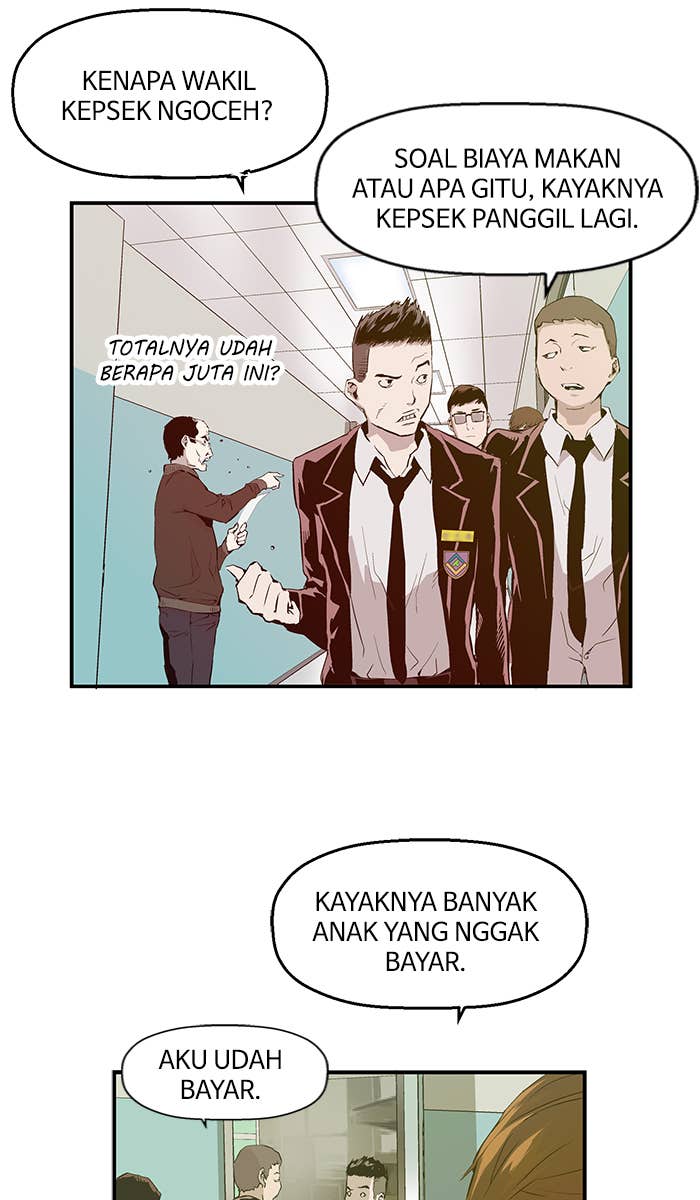 KENAPA WAKIL
KEPSEK NGOCEH?
SOAL BIAYA MAKAN
ATAU APA GITU, KAYAKNYA
KEPSEK PANGGIL LAGI.
TOTALNYA UDAH
BERAPA JUTA INI?
KAYAKNYA BANYAK
ANAK YANG NGGAK
BAYAR.
AKU UDAH
BAYAR.